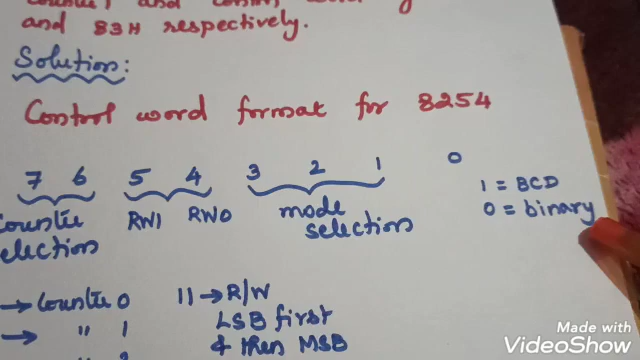 and 83H respectively.
Solution:
Control word format for 8254
7 6 5 4 3 2 1 0
1 = BCD
0 = binary
RW1 RW0 mode
selection
→ Counter 0 11 → R/W
→ " 1 LSB first
& then MSB
Made with
VideoShow